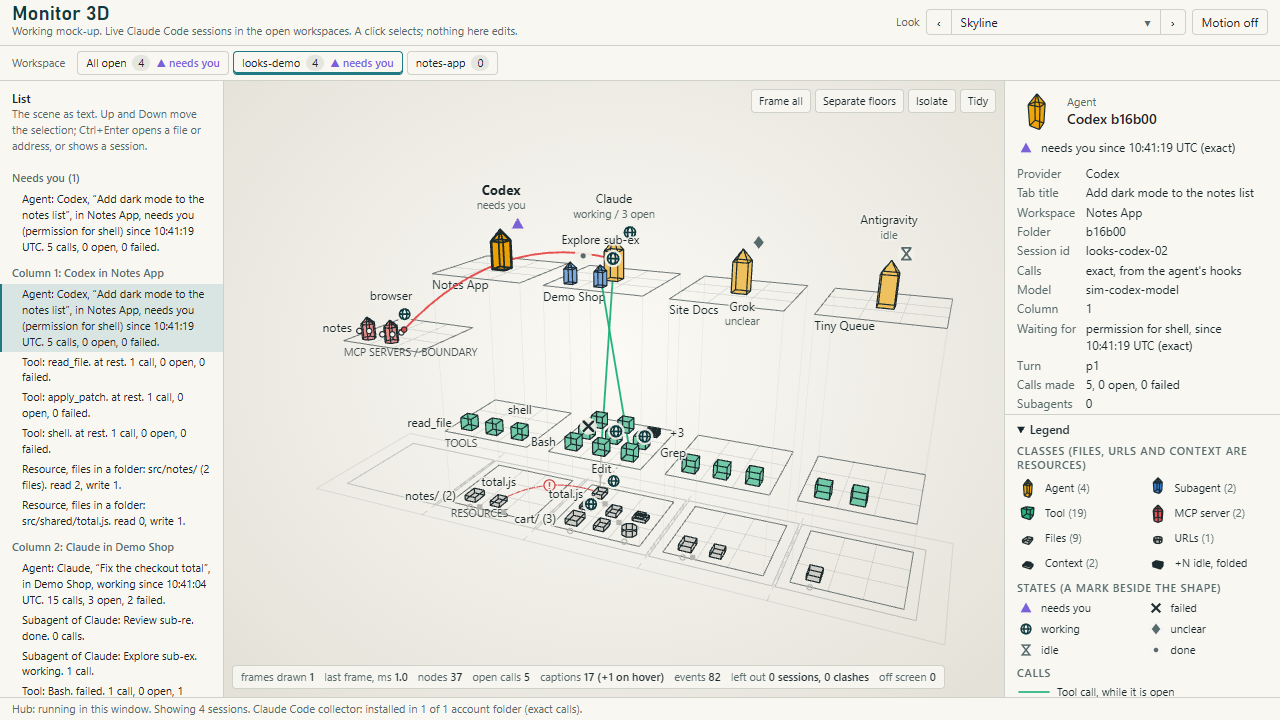 Monitor 3D
Working mock-up. Live Claude Code sessions in the open workspaces. A click selects; nothing here edits.
Look
‹
Skyline
›
Motion off
Workspace
All open 4 needs you
looks-demo 4 needs you
notes-app 0
List
The scene as text. Up and Down move
the selection; Ctrl+Enter opens a file or
address, or shows a session.
Needs you (1)
Agent: Codex, “Add dark mode to the
notes list”, in Notes App, needs you
(permission for shell) since 10:41:19
UTC. 5 calls, 0 open, 0 failed.
Column 1: Codex in Notes App
Agent: Codex, “Add dark mode to the
notes list”, in Notes App, needs you
(permission for shell) since 10:41:19
UTC. 5 calls, 0 open, 0 failed.
Tool: read_file. at rest. 1 call, 0 open, 0
failed.
Tool: apply_patch. at rest. 1 call, 0
open, 0 failed.
Tool: shell. at rest. 1 call, 0 open, 0
failed.
Resource, files in a folder: src/notes/ (2
files). read 2, write 1.
Resource, files in a folder:
src/shared/total.js. read 0, write 1.
Column 2: Claude in Demo Shop
Agent: Claude, “Fix the checkout total”,
in Demo Shop, working since 10:41:04
UTC. 15 calls, 3 open, 2 failed.
Subagent of Claude: Review sub-re.
done. 0 calls.
Subagent of Claude: Explore sub-ex.
working. 1 call.
Tool: Bash. failed. 1 call, 0 open, 1
Frame all
Separate floors
Isolate
Tidy
Codex
needs you
Claude
working / 3 open
Explore sub-ex
Antigravity
idle
Notes App
Demo Shop
Site Docs
Grok
unclear
Tiny Queue
browser
notes
MCP SERVERS / BOUNDARY
shell
read_file
TOOLS
Bash
+3
Grep
Edit
total.js
total.js
notes/ (2)
RESOURCES
cart/ (3)
frames drawn 1 last frame, ms 1.0 nodes 37 open calls 5 captions 17 (+1 on hover) events 82 left out 0 sessions, 0 clashes off screen 0
Agent
Codex b16b00
needs you since 10:41:19 UTC (exact)
Provider Codex
Tab title Add dark mode to the notes list
Workspace Notes App
Folder b16b00
Session id looks-codex-02
Calls exact, from the agent's hooks
Model sim-codex-model
Column 1
Waiting for permission for shell, since
10:41:19 UTC (exact)
Turn p1
Calls made 5, 0 open, 0 failed
Subagents 0
Legend
CLASSES (FILES, URLS AND CONTEXT ARE
RESOURCES)
Agent (4) Subagent (2)
Tool (19) MCP server (2)
Files (9) URLs (1)
Context (2) +N idle, folded
STATES (A MARK BESIDE THE SHAPE)
needs you failed
working unclear
idle done
CALLS
Tool call, while it is open
Hub: running in this window. Showing 4 sessions. Claude Code collector: installed in 1 of 1 account folder (exact calls).